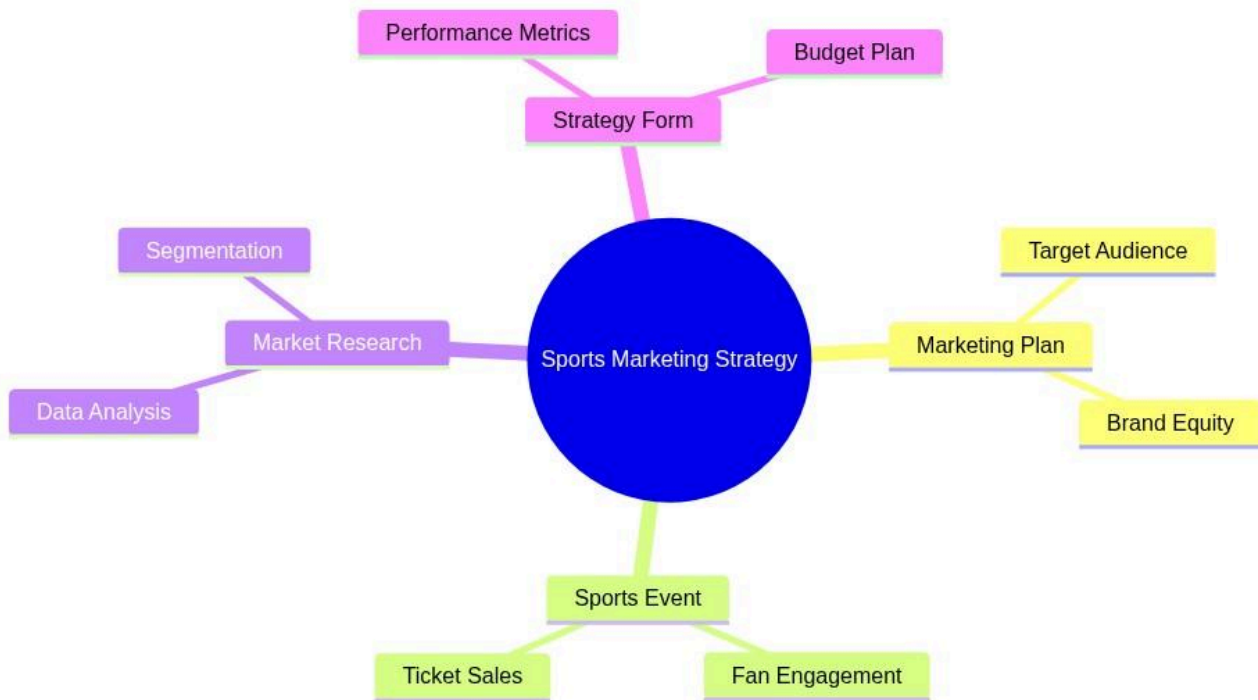 Performance Metrics
Budget Plan
Strategy Form
Segmentation
Target Audience
Market Research
Marketing Plan
Sports Marketing Strategy
Data Analysis
Brand Equity
Sports Event
Ticket Sales
Fan Engagement